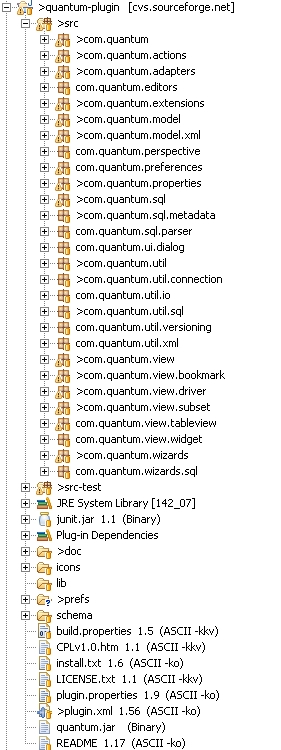 >quantum-plugin [cvs.sourceforge.net]
>src
>com.quantum
>com.quantum.actions
>com.quantum.adapters
com.quantum.editors
>com.quantum.extensions
>com.quantum.model
>com.quantum.model.xml
com.quantum.perspective
>com.quantum.preferences
>com.quantum.properties
>com.quantum.sql
>com.quantum.sql.metadata
com.quantum.sql.parser
com.quantum.ui.dialog
>com.quantum.util
>com.quantum.util.connection
com.quantum.util.io
>com.quantum.util.sql
com.quantum.util.versioning
com.quantum.util.xml
>com.quantum.view
>com.quantum.view.bookmark
>com.quantum.view.driver
>com.quantum.view.subset
com.quantum.view.tableview
com.quantum.view.widget
>com.quantum.wizards
com.quantum.wizards.sql
>src-test
JRE System Library [142_07]
junit.jar 1.1 (Binary)
Plug-in Dependencies
>doc
icons
lib
>prefs
schema
build.properties 1.5 (ASCII -kkv)
CPLv1.0.htm 1.1 (ASCII -kkv)
install.txt 1.6 (ASCII -ko)
LICENSE.txt 1.1 (ASCII -kkv)
plugin.properties 1.9 (ASCII -ko)
>plugin.xml 1.56 (ASCII -ko)
quantum.jar (Binary)
README 1.17 (ASCII -ko)